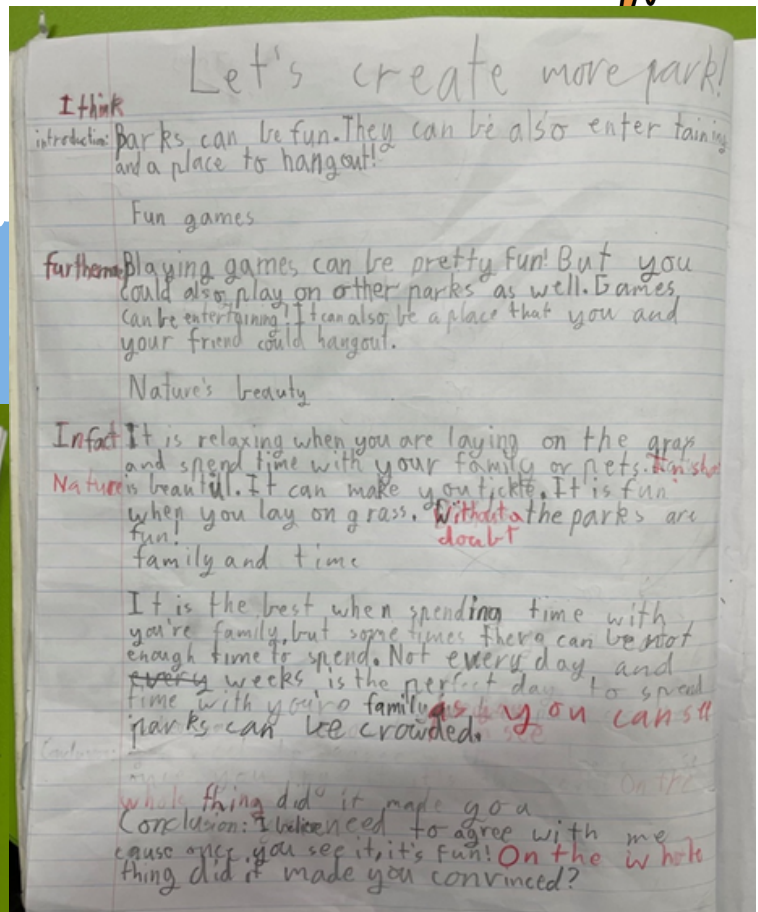 Let's create more park!
I think
introduction: Parks can be fun. They can be also enter taining
and a place to hangout!
Fun games
furthermore Playing games can be pretty fun! But you
could also play on other parks as well. Games
can be entertaining! It can also be a place that you and
your friend could hangout.
Nature's beauty
Infact It is relaxing when you are laying on the
and spend time with your family or pets.
Nature is beautiful. It can make you tickle. It is fun
when you lay on grass. Without a the parks are
doubt
fun!
family and time
It is the best when spending time with
you're family, but some times there can be not
enough time to spend. Not every day and
every weeks is the perfect day to spend
time with family as you can
parks can be crowded.
On the
whole thing did it made you
Conclusion: I believe need to agree with me
cause once you see it, it's fun! On the whole
thing did it made you convinced?